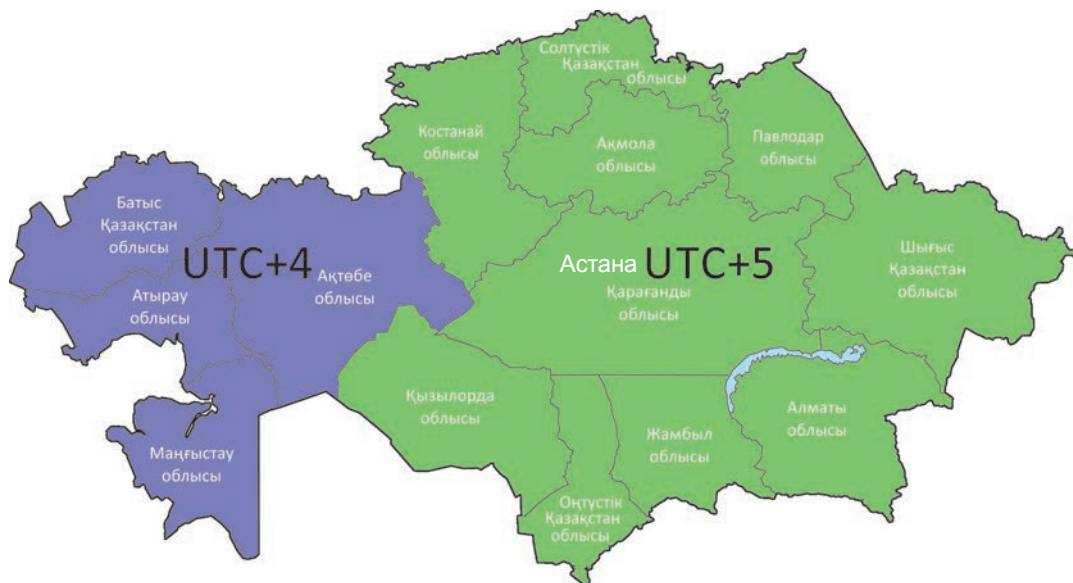 Солтүстік
Қазақстан
облысы
Костанай
облысы
Ақмола
облысы
Павлодар
облысы
Батыс
Қазақстан
облысы
UTC+4
Ақтөбе
облысы
Атырау
облысы
Маңғыстау
облысы
Астана UTC+5
Қарағанды
облысы
Шығыс
Қазақстан
облысы
Қызылорда
облысы
Жамбыл
облысы
Алматы
облысы
Оңтүстік
Қазақстан
облысы